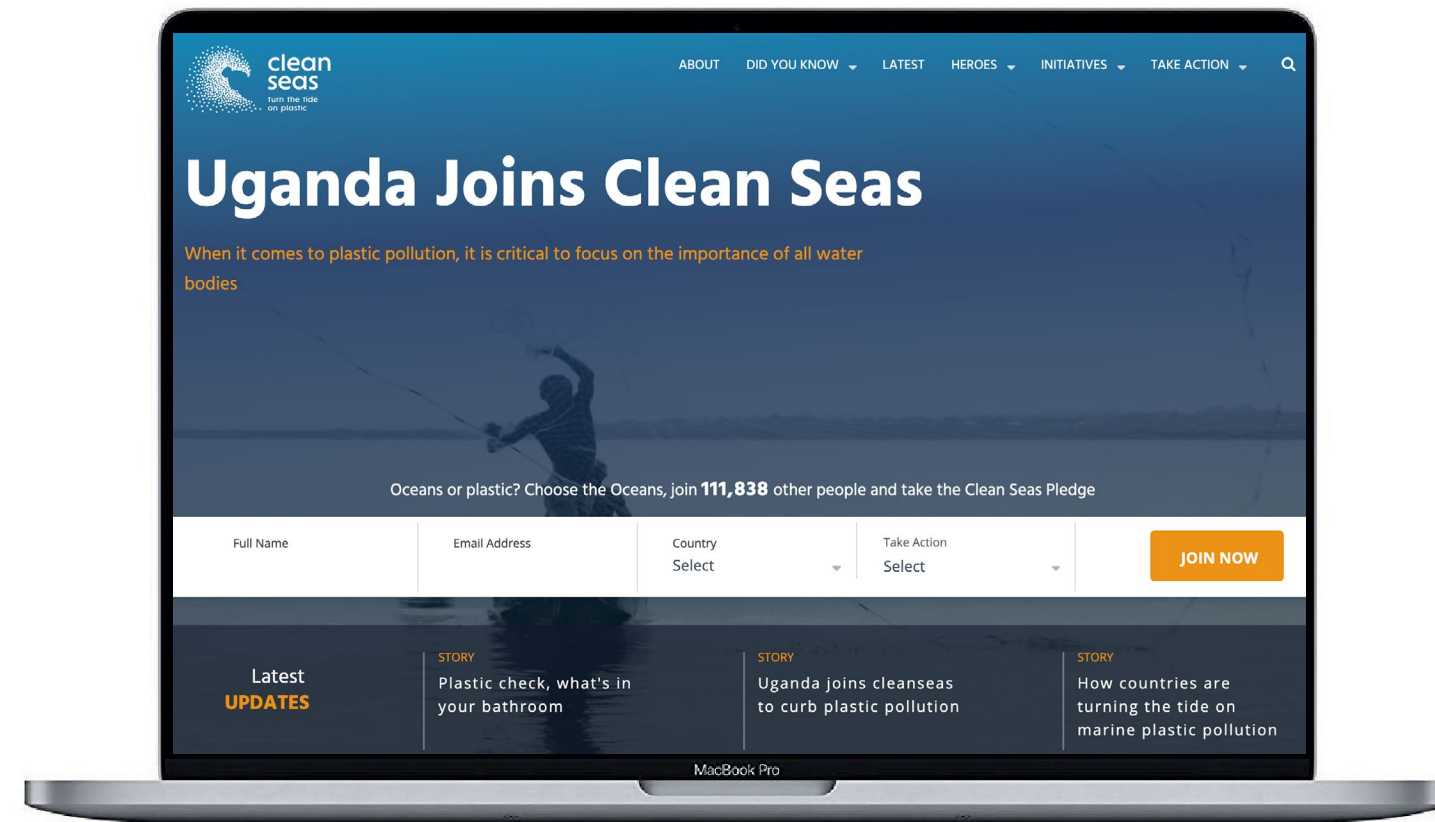 clean
seas
turn the tide
on plastic
ABOUT DID YOU KNOW LATEST HEROES INITIATIVES TAKE ACTION
Uganda Joins Clean Seas
When it comes to plastic pollution, it is critical to focus on the importance of all water
bodies
Oceans or plastic? Choose the Oceans, join 111,838 other people and take the Clean Seas Pledge
Full Name
Email Address
Country
Select
Take Action
Select
JOIN NOW
Latest
UPDATES
STORY
Plastic check, what's in
your bathroom
STORY
Uganda joins cleanseas
to curb plastic pollution
STORY
How countries are
turning the tide on
marine plastic pollution
MacBook Pro